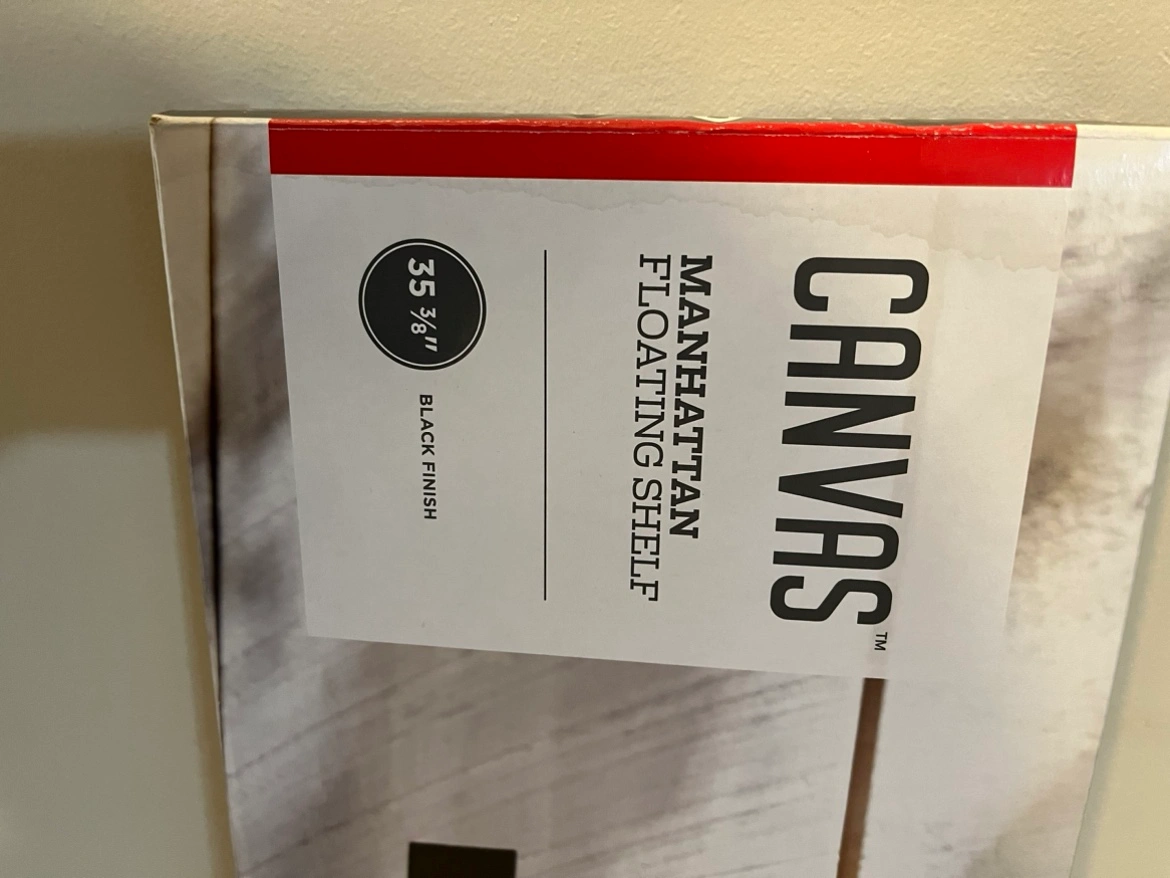 CANVAS™
MANHATTAN
FLOATING SHELF
35 ⅜" BLACK FINISH